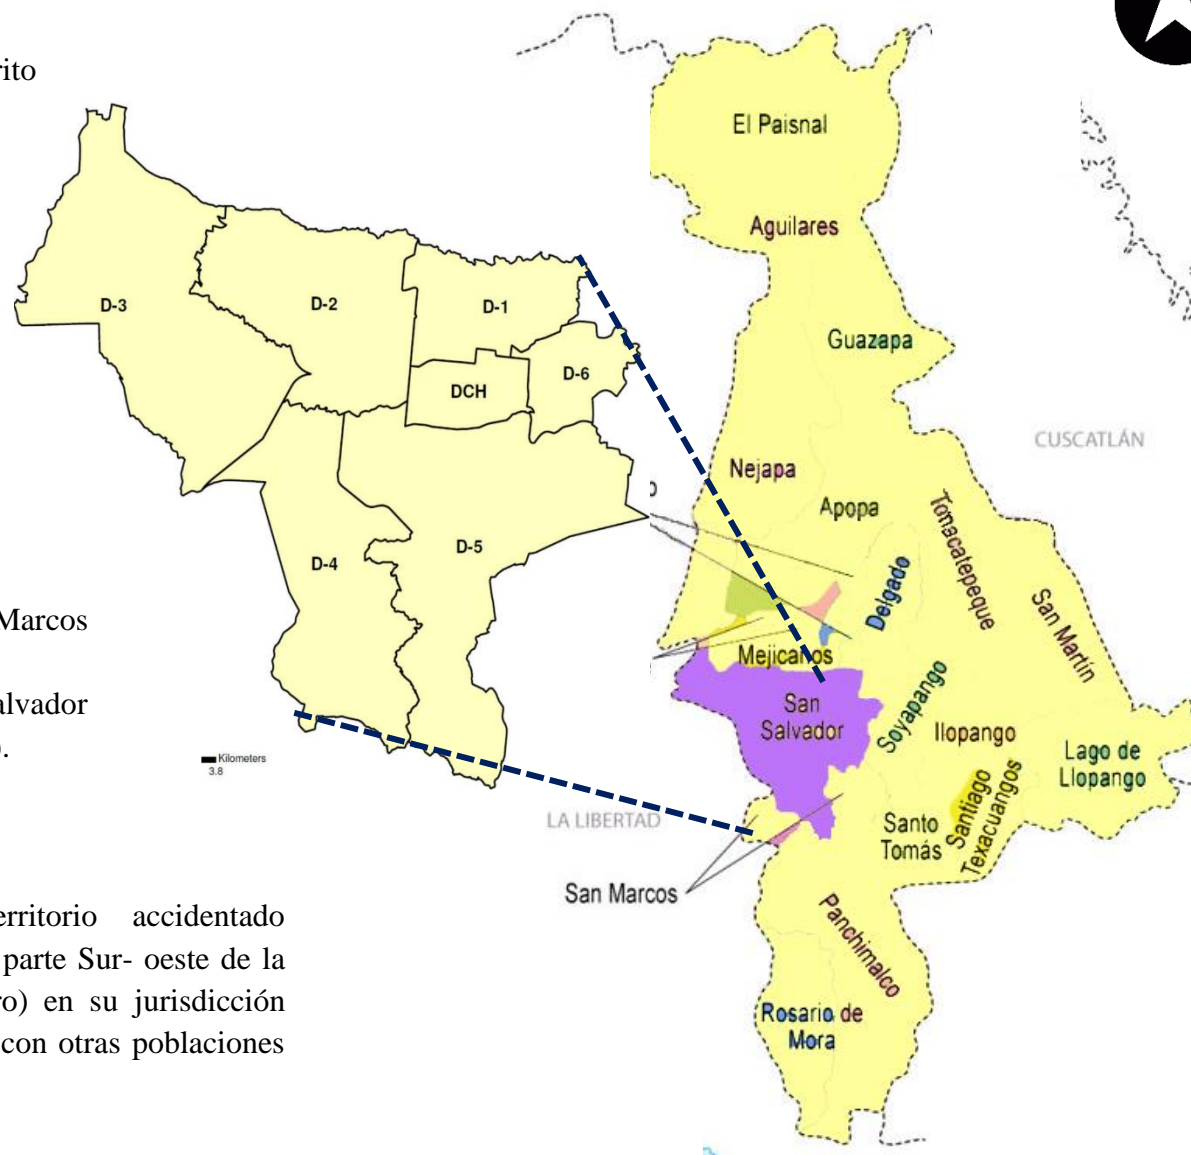 rito
El Paisnal
Aguilares
D-3
D-2
D-1
Guazapa
D-6
DCH
CUSCATLÁN
Nejapa
Apopa
Tonacatepeque
D-4
D-5
Delgado
San Martín
Marcos
Mejicanos
alvador
San
Salvador
Soyapango
Ilopango
Lago de
Llopango
).
Kilometers
3.8
Santiago
Texacuangos
LA LIBERTAD
Santo
Tomás
San Marcos
erritorio accidentado
parte Sur- oeste de la
ro) en su jurisdicción
con otras poblaciones
Panchimalco
Rosario de
Mora